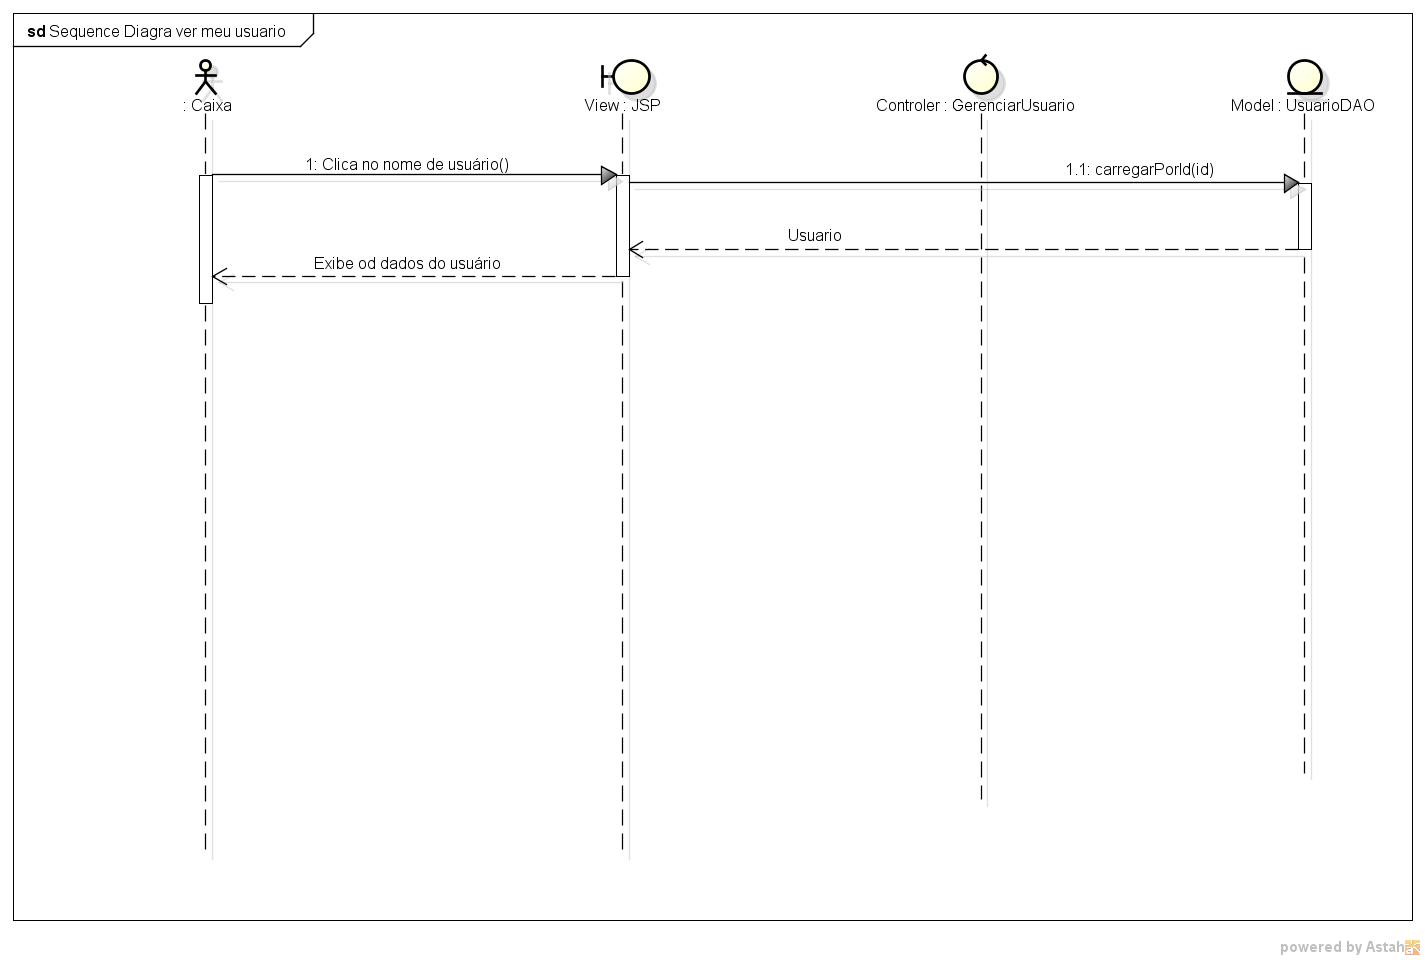 sd Sequence Diagra ver meu usuario
: Caixa
View : JSP
Controler : GerenciarUsuario
Model : UsuarioDAO
1: Clica no nome de usuário()
1.1: carregarPorId(id)
Usuario
Exibe od dados do usuário
powered by Astah